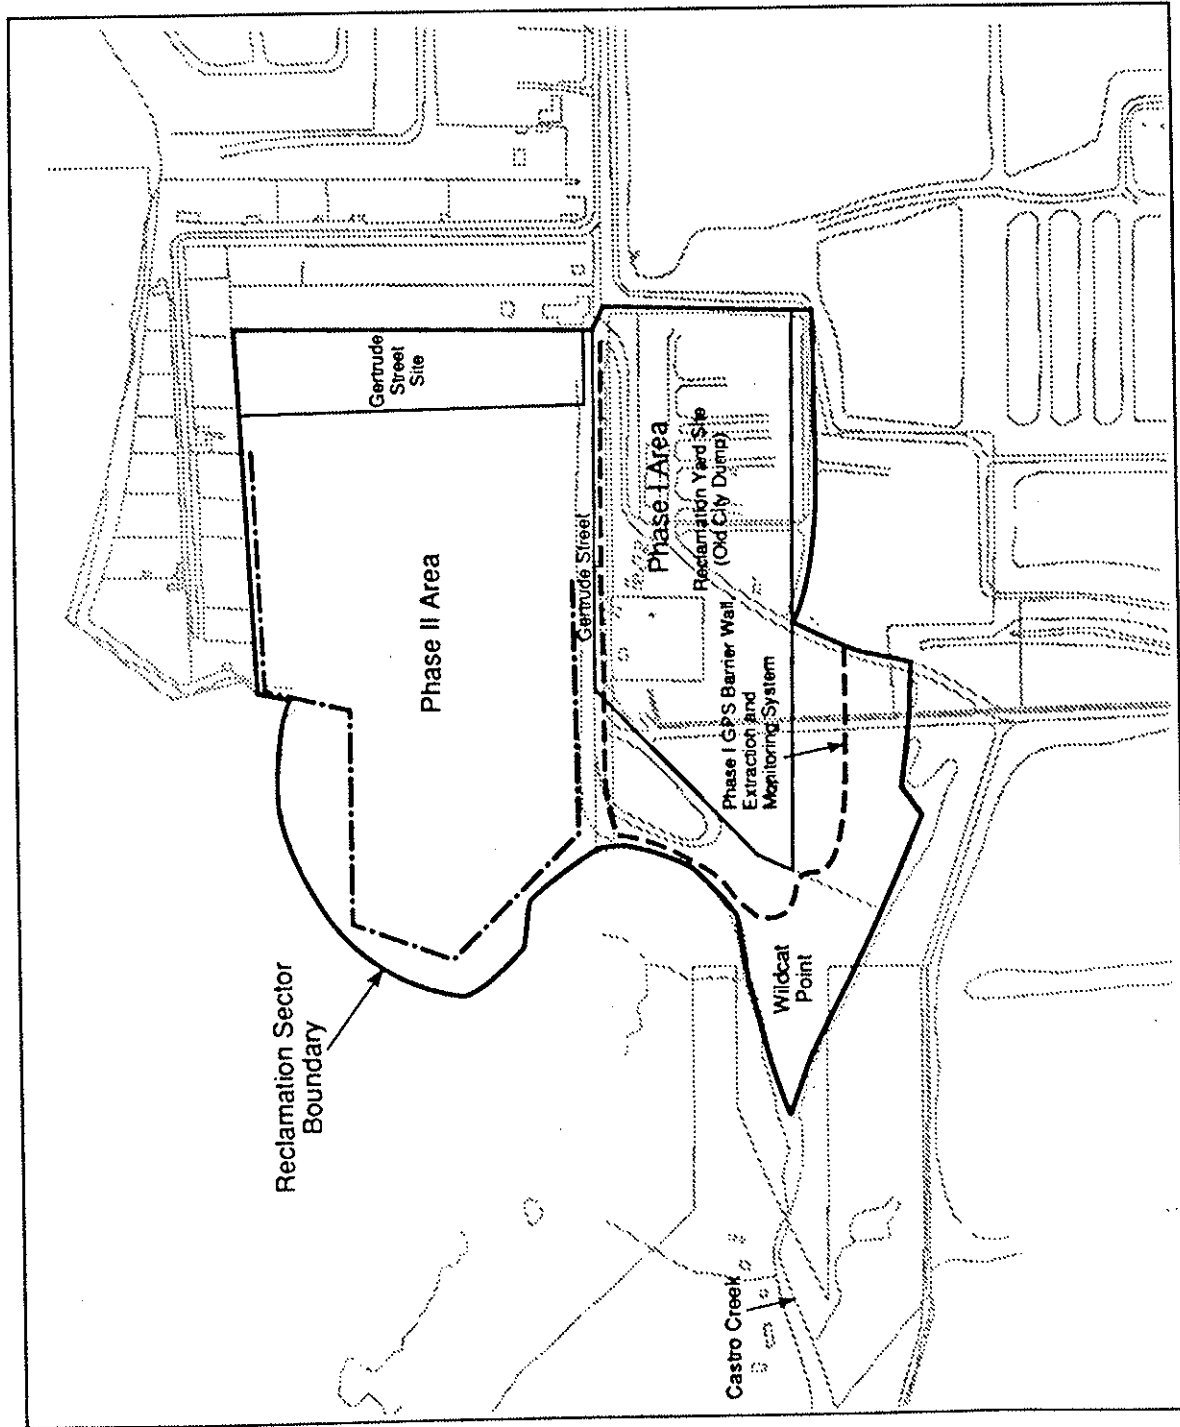 Reclamation Sector
Boundary
Phase II Area
Gertrude
Street
Site
Gertrude Street
Phase I Area
Reclamation Yard Site
(Old City Dump)
Phase I GPS Barrier Wall,
Extraction and
Monitoring System
Wildcat
Point
Castro Creek